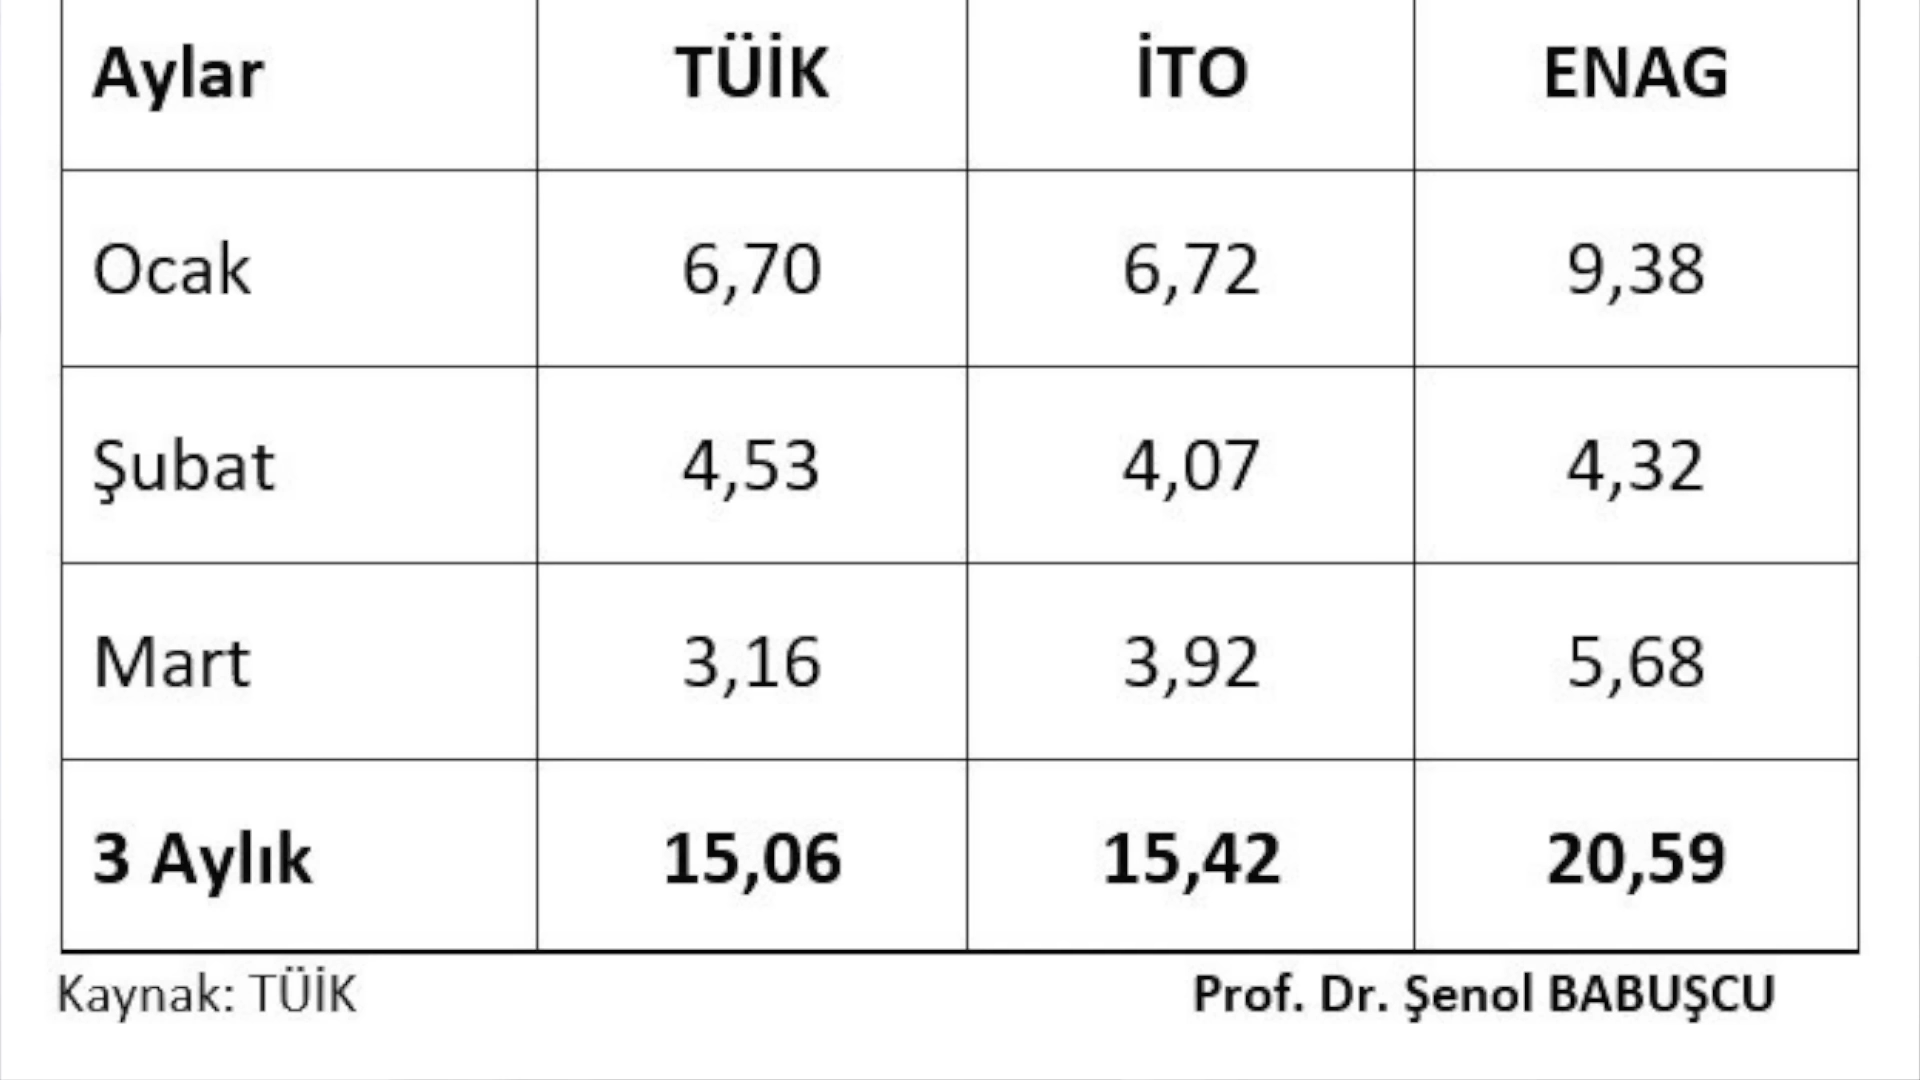 Aylar TÜİK İTO ENAG
Ocak 6,70 6,72 9,38
Şubat 4,53 4,07 4,32
Mart 3,16 3,92 5,68
3 Aylık 15,06 15,42 20,59
Kaynak: TÜİK Prof. Dr. Şenol BABUŞCU